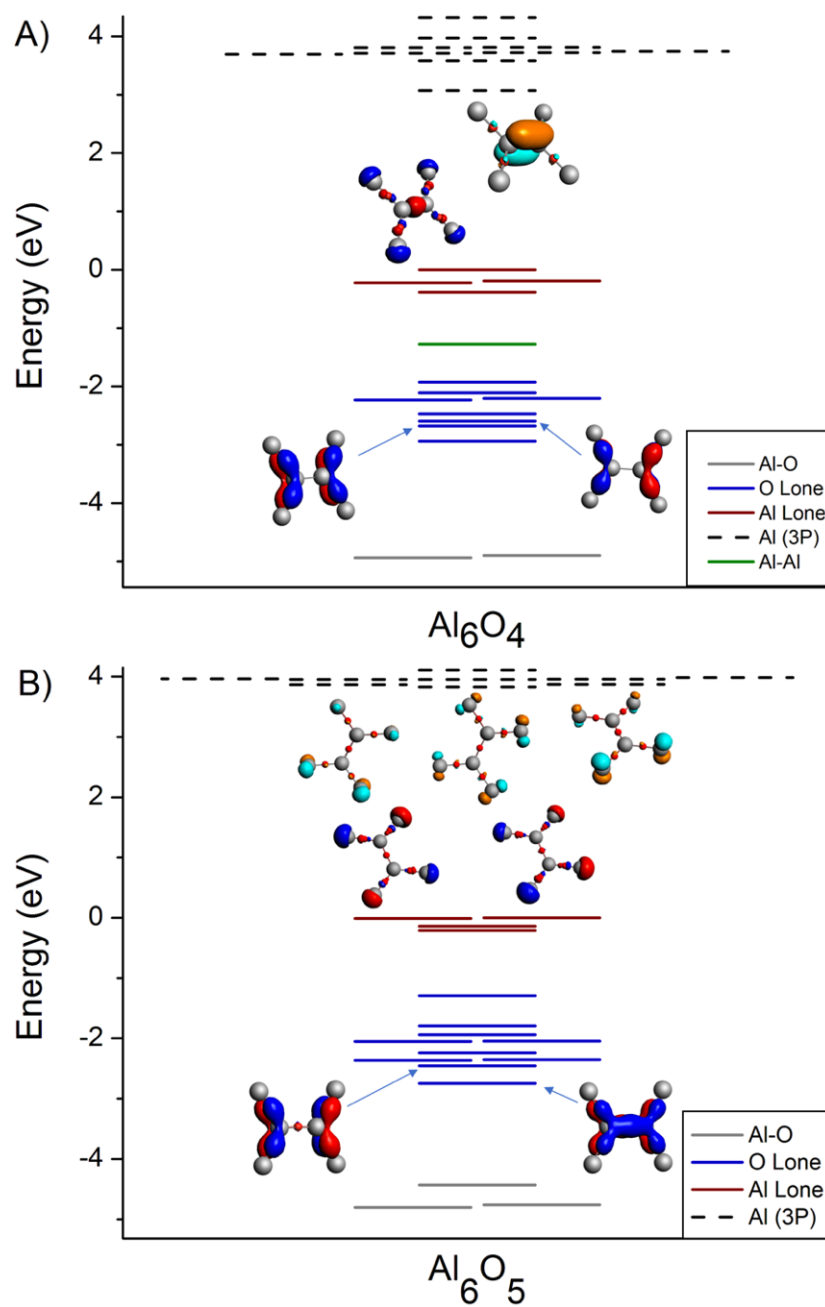 A)
4
2
0
-2
-4
Energy (eV)
Al-O
O Lone
Al Lone
Al (3P)
Al-Al
Al6O4
B)
4
2
0
-2
-4
Energy (eV)
Al-O
O Lone
Al Lone
Al (3P)
Al6O5